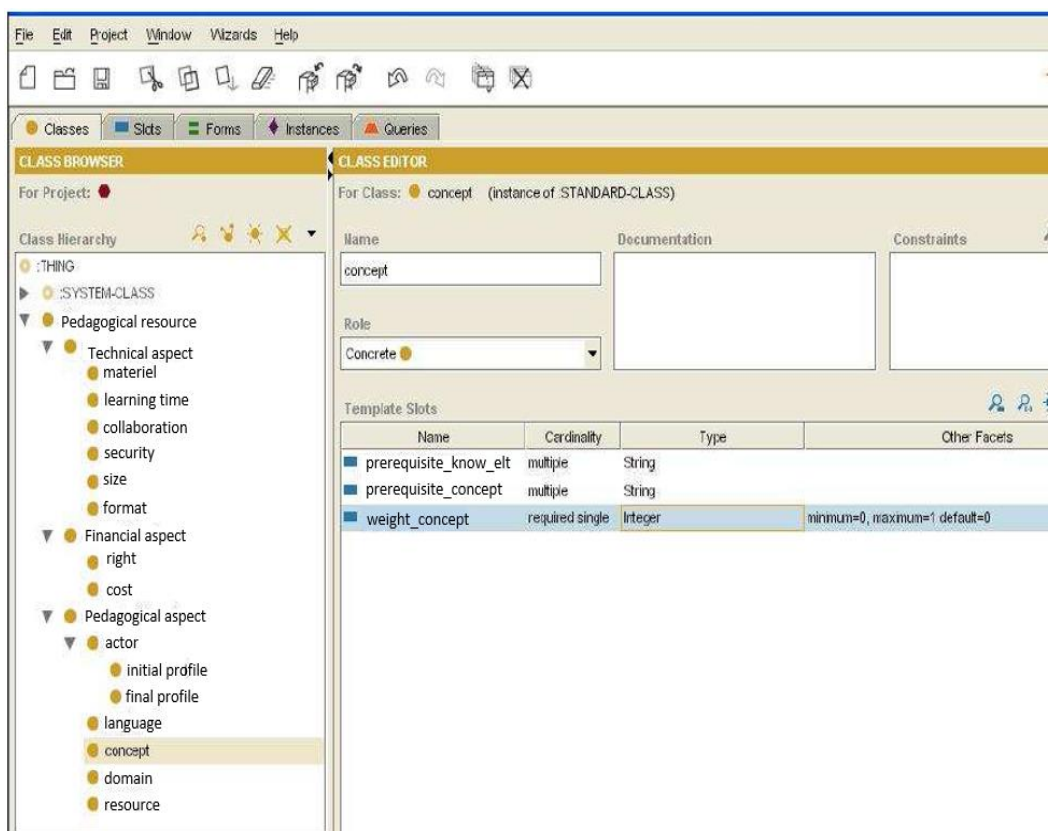 File Edit Project Window Wizards Help
Classes Slots Forms Instances Queries
CLASS BROWSER
For Project:
Class Hierarchy
:THING
:SYSTEM-CLASS
Pedagogical resource
Technical aspect
materiel
learning time
collaboration
security
size
format
Financial aspect
right
cost
Pedagogical aspect
actor
initial profile
final profile
language
concept
domain
resource
CLASS EDITOR
For Class: concept (instance of :STANDARD-CLASS)
Name Documentation Constraints
concept
Role
Concrete
Template Slots
Name Cardinality Type Other Facets
prerequisite_know_elt multiple String
prerequisite_concept multiple String
weight_concept required single Integer minimum=0, maximum=1 default=0